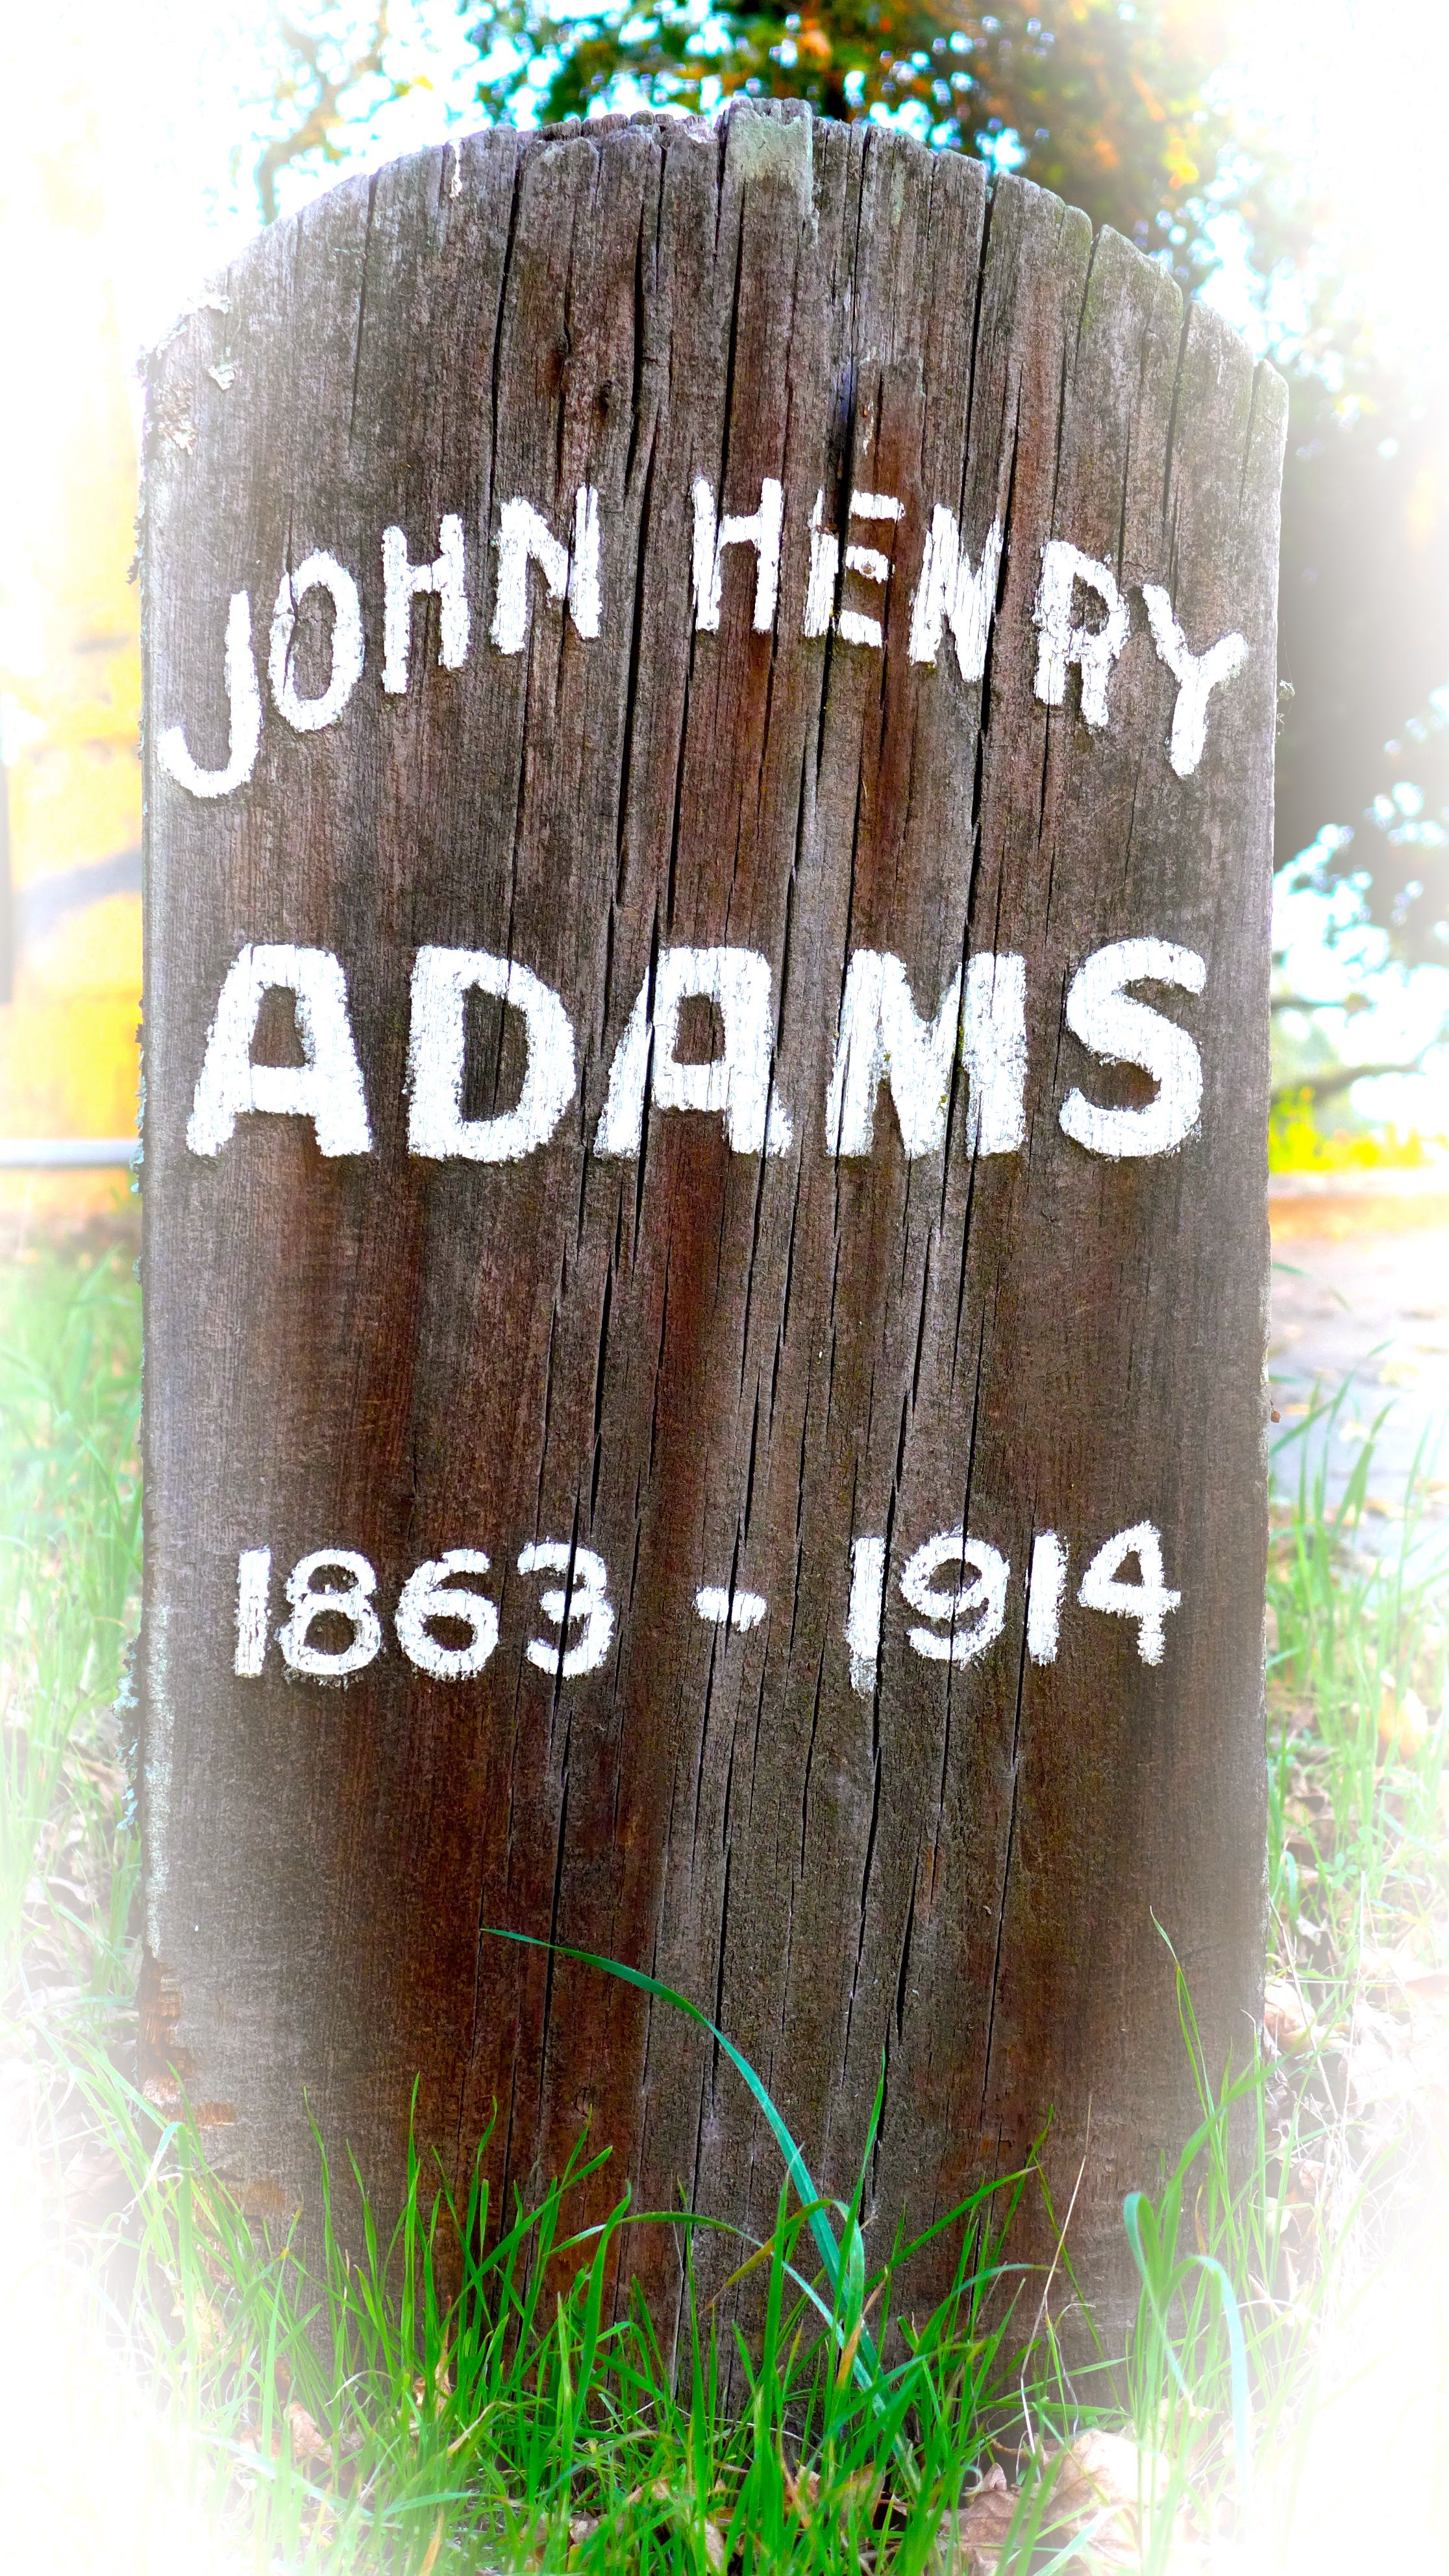 JOHN HENRY
ADAMS
1863 - 1914